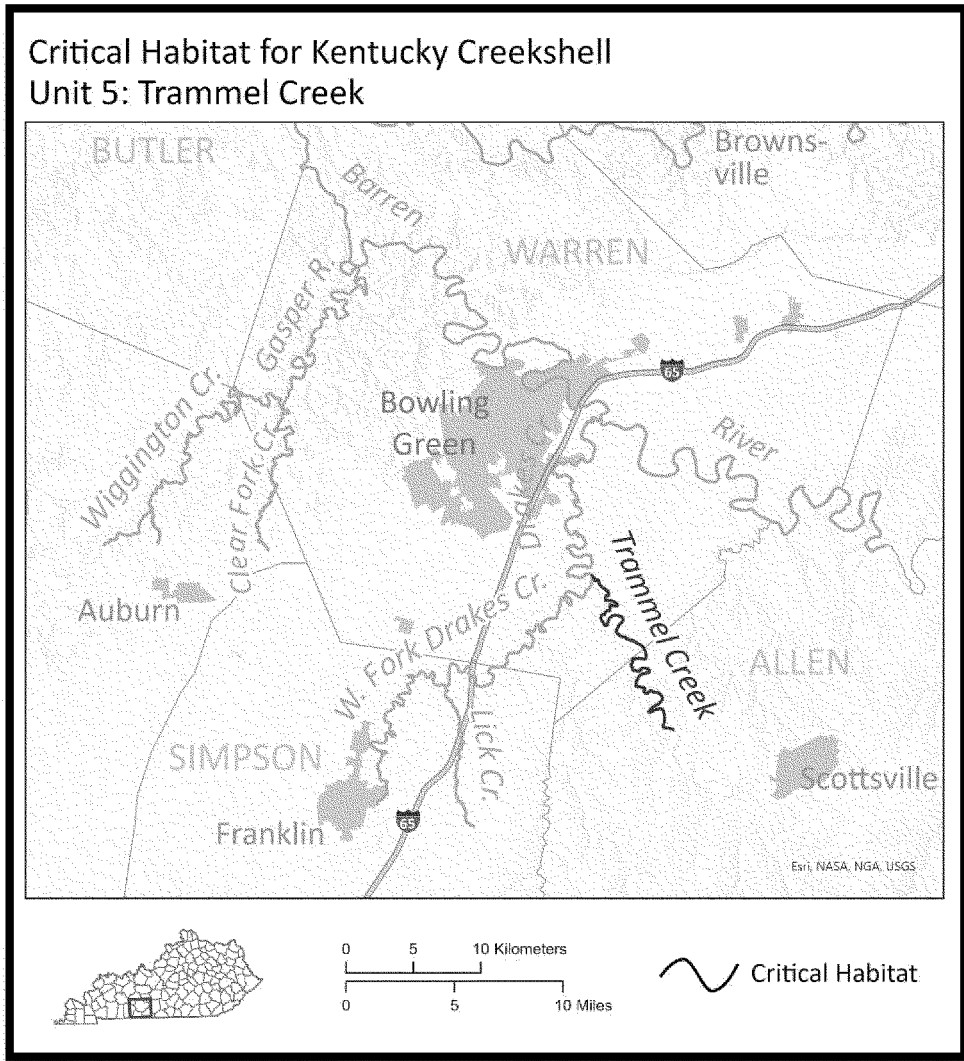 Critical Habitat for Kentucky Creekshell
Unit 5: Trammel Creek
BUTLER
Browns-
ville
Barren
WARREN
Gasper R.
65
Wiggington Cr.
Bowling
Green
River
Clear Fork Cr.
Drakes Cr.
Trammel Creek
Auburn
W. Fork Drakes Cr.
ALLEN
Lick Cr.
SIMPSON
Scottsville
Franklin
65
Esri, NASA, NGA, USGS
0 5 10 Kilometers
0 5 10 Miles
Critical Habitat